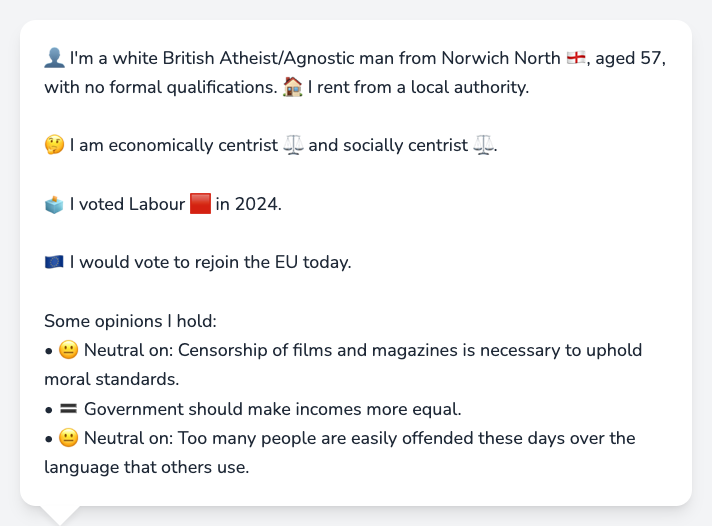 👤 I'm a white British Atheist/Agnostic man from Norwich North 🏴󠁧󠁢󠁥󠁮󠁧󠁿, aged 57,
with no formal qualifications. 🏠 I rent from a local authority.
🤔 I am economically centrist ⚖️ and socially centrist ⚖️.
🗳️ I voted Labour 🟥 in 2024.
🇪🇺 I would vote to rejoin the EU today.
Some opinions I hold:
• 😐 Neutral on: Censorship of films and magazines is necessary to uphold
moral standards.
• 🟰 Government should make incomes more equal.
• 😐 Neutral on: Too many people are easily offended these days over the
language that others use.